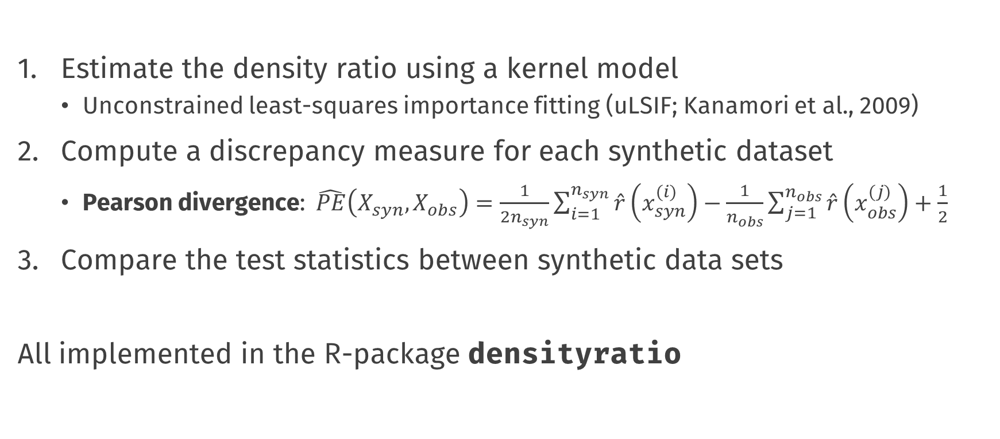 1. Estimate the density ratio using a kernel model
• Unconstrained least-squares importance fitting (uLSIF; Kanamori et al., 2009)
2. Compute a discrepancy measure for each synthetic dataset
• Pearson divergence: $\widehat{PE}(X_{syn}, X_{obs}) = \frac{1}{2n_{syn}} \sum_{i=1}^{n_{syn}} \hat{r}\left(x_{syn}^{(i)}\right) - \frac{1}{n_{obs}} \sum_{j=1}^{n_{obs}} \hat{r}\left(x_{obs}^{(j)}\right) + \frac{1}{2}$
3. Compare the test statistics between synthetic data sets
All implemented in the R-package densityratio